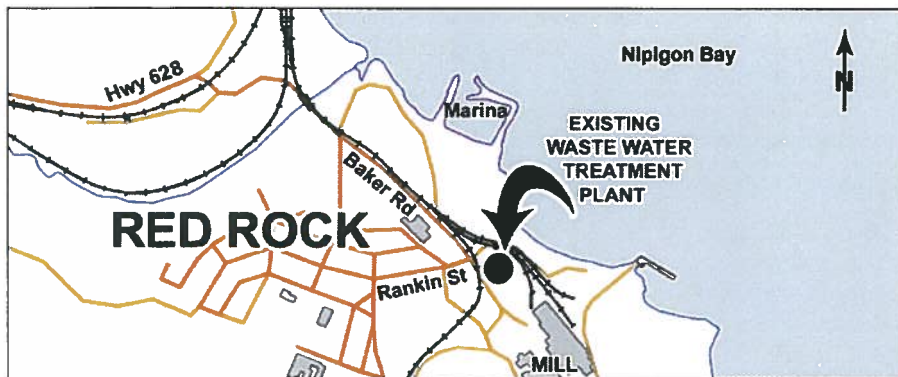 Hwy 628
Nipigon Bay
N
Marina
EXISTING
WASTE WATER
TREATMENT
PLANT
Baker Rd
RED ROCK
Rankin St
MILL